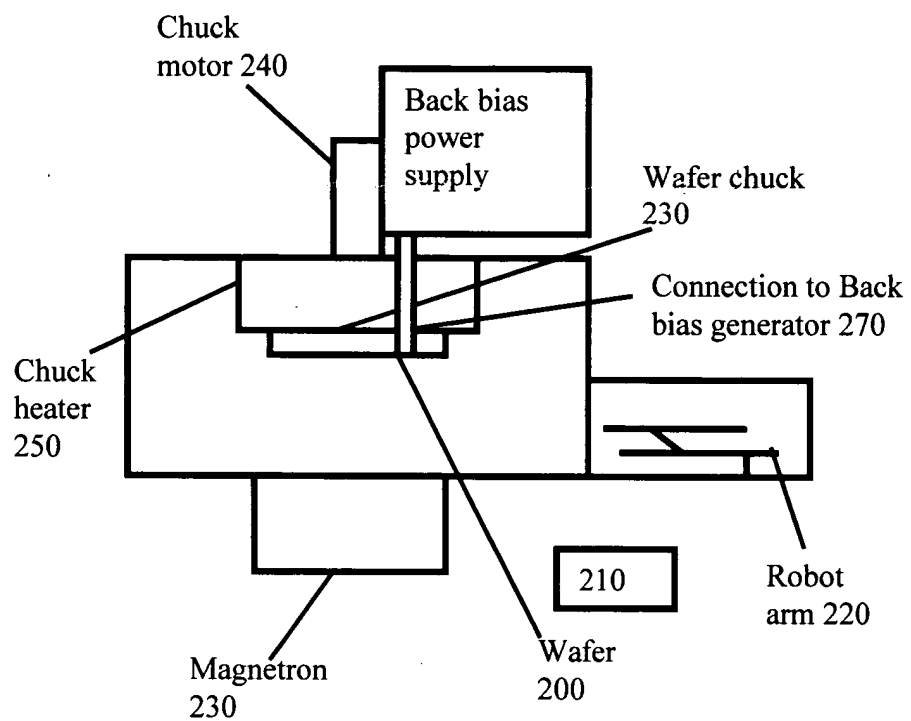 Chuck
motor 240
Back bias
power
supply
Wafer chuck
230
Connection to Back
bias generator 270
Chuck
heater
250
210
Robot
arm 220
Magnetron
230
Wafer
200